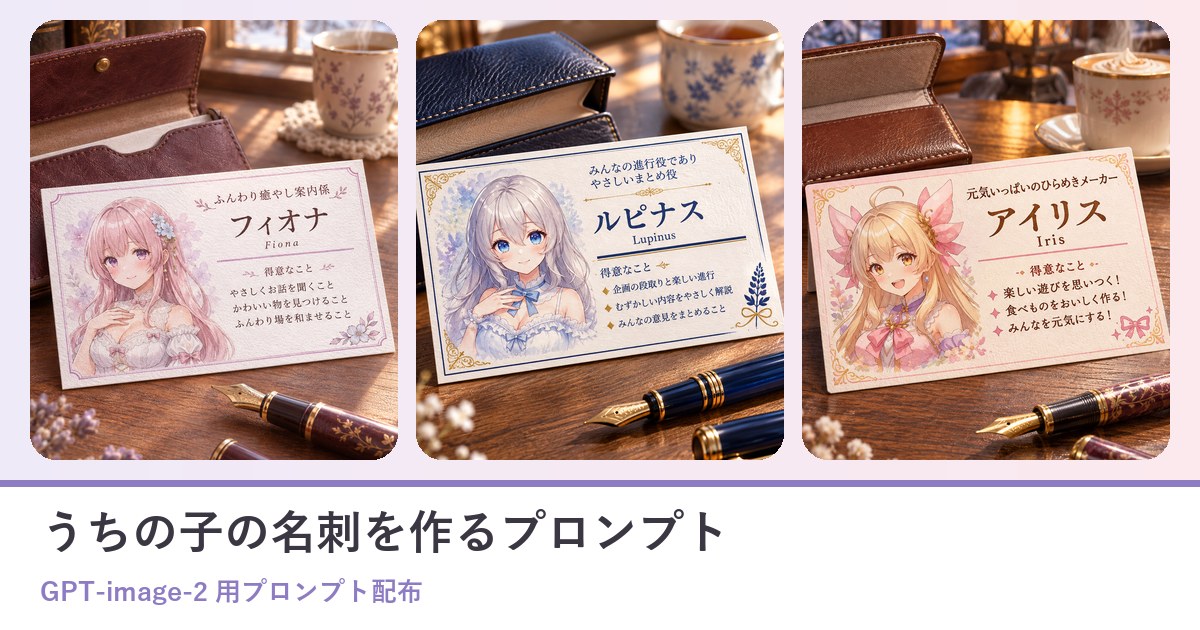 ふんわり癒やし案内係
フィオナ
Fiona
得意なこと
やさしくお話を聞くこと
かわいい物を見つけること
ふんわり場を和ませること
みんなの進行役であり
やさしいまとめ役
ルピナス
Lupinus
得意なこと
企画の段取りと楽しい進行
むずかしい内容をやさしく解説
みんなの意見をまとめること
元気いっぱいのひらめきメーカー
アイリス
Iris
得意なこと
楽しい遊びを思いつく!
食べものをおいしく作る!
みんなを元気にする!
うちの子の名刺を作るプロンプト
GPT-image-2 用プロンプト配布